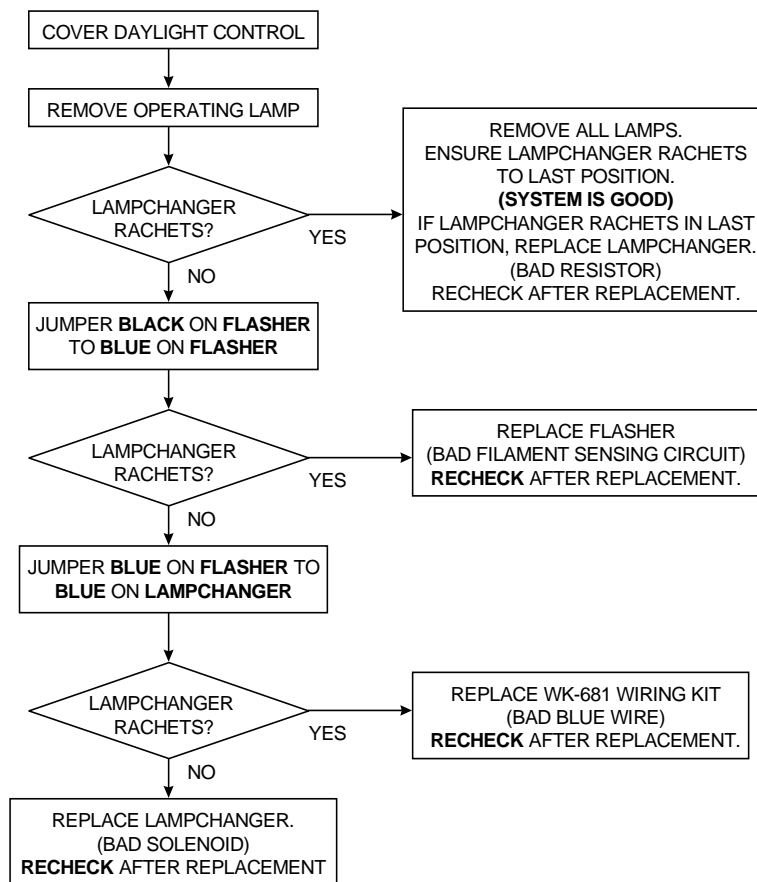 COVER DAYLIGHT CONTROL
REMOVE OPERATING LAMP
LAMPCHANGER
RACHETS?
YES
REMOVE ALL LAMPS.
ENSURE LAMPCHANGER RACHETS
TO LAST POSITION.
(SYSTEM IS GOOD)
IF LAMPCHANGER RACHETS IN LAST
POSITION, REPLACE LAMPCHANGER.
(BAD RESISTOR)
RECHECK AFTER REPLACEMENT.
NO
JUMPER BLACK ON FLASHER
TO BLUE ON FLASHER
LAMPCHANGER
RACHETS?
YES
REPLACE FLASHER
(BAD FILAMENT SENSING CIRCUIT)
RECHECK AFTER REPLACEMENT.
NO
JUMPER BLUE ON FLASHER TO
BLUE ON LAMPCHANGER
LAMPCHANGER
RACHETS?
YES
REPLACE WK-681 WIRING KIT
(BAD BLUE WIRE)
RECHECK AFTER REPLACEMENT.
NO
REPLACE LAMPCHANGER.
(BAD SOLENOID)
RECHECK AFTER REPLACEMENT